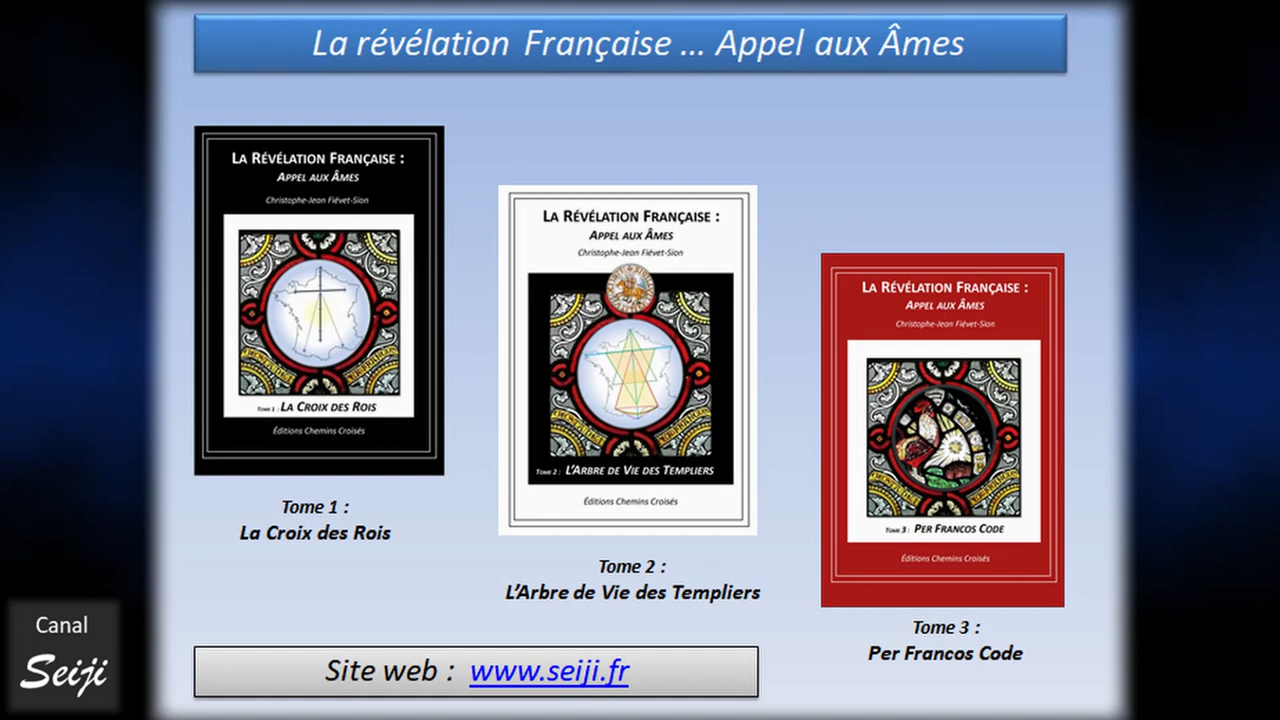 La révélation Française ... Appel aux Âmes
LA RÉVÉLATION FRANÇAISE :
APPEL AUX ÂMES
Christophe-Jean Fiévet-Sion
TOME 1 : LA CROIX DES ROIS
Éditions Chemins Croisés
Tome 1 :
La Croix des Rois
LA RÉVÉLATION FRANÇAISE :
APPEL AUX ÂMES
Christophe-Jean Fiévet-Sion
TOME 2 : L'ARBRE DE VIE DES TEMPLIERS
Éditions Chemins Croisés
Tome 2 :
L'Arbre de Vie des Templiers
LA RÉVÉLATION FRANÇAISE :
APPEL AUX ÂMES
Christophe-Jean Fiévet-Sion
TOME 3 : PER FRANCOS CODE
Éditions Chemins Croisés
Tome 3 :
Per Francos Code
Canal
Seiji
Site web : www.seiji.fr